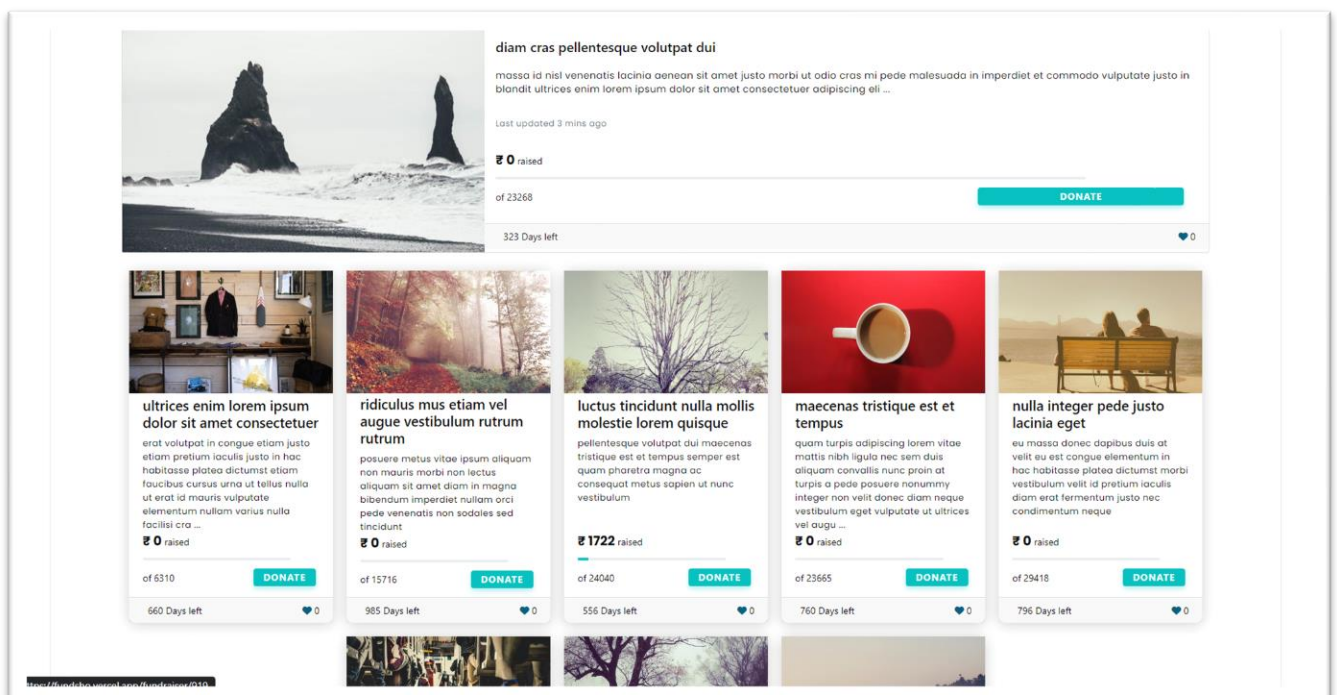 diam cras pellentesque volutpat dui
massa id nisl venenatis lacinia aenean sit amet justo morbi ut odio cras mi pede malesuada in imperdiet et commodo vulputate justo in
blandit ultrices enim lorem ipsum dolor sit amet consectetuer adipiscing eli ...
Last updated 3 mins ago
₹ 0 raised
of 23268
DONATE
323 Days left
0
ultrices enim lorem ipsum
dolor sit amet consectetuer
erat volutpat in congue etiam justo
etiam pretium iaculis justo in hac
habitasse platea dictumst etiam
faucibus cursus urna ut tellus nulla
ut erat id mauris vulputate
elementum nullam varius nulla
facilisi cra ...
₹ 0 raised
of 6310
DONATE
660 Days left
0
ridiculus mus etiam vel
augue vestibulum rutrum
rutrum
posuere metus vitae ipsum aliquam
non mauris morbi non lectus
aliquam sit amet diam in magna
bibendum imperdiet nullam orci
pede venenatis non sodales sed
tincidunt
₹ 0 raised
of 15716
DONATE
985 Days left
0
luctus tincidunt nulla mollis
molestie lorem quisque
pellentesque volutpat dui maecenas
tristique est et tempus semper est
quam pharetra magna ac
consequat metus sapien ut nunc
vestibulum
₹ 1722 raised
of 24040
DONATE
556 Days left
0
maecenas tristique est et
tempus
quam turpis adipiscing lorem vitae
mattis nibh ligula nec sem duis
aliquam convallis nunc proin at
turpis a pede posuere nonummy
integer non velit donec diam neque
vestibulum eget vulputate ut ultrices
vel augu ...
₹ 0 raised
of 23665
DONATE
760 Days left
0
nulla integer pede justo
lacinia eget
eu massa donec dapibus duis at
velit eu est congue elementum in
hac habitasse platea dictumst morbi
vestibulum velit id pretium iaculis
diam erat fermentum justo nec
condimentum neque
₹ 0 raised
of 29418
DONATE
796 Days left
0